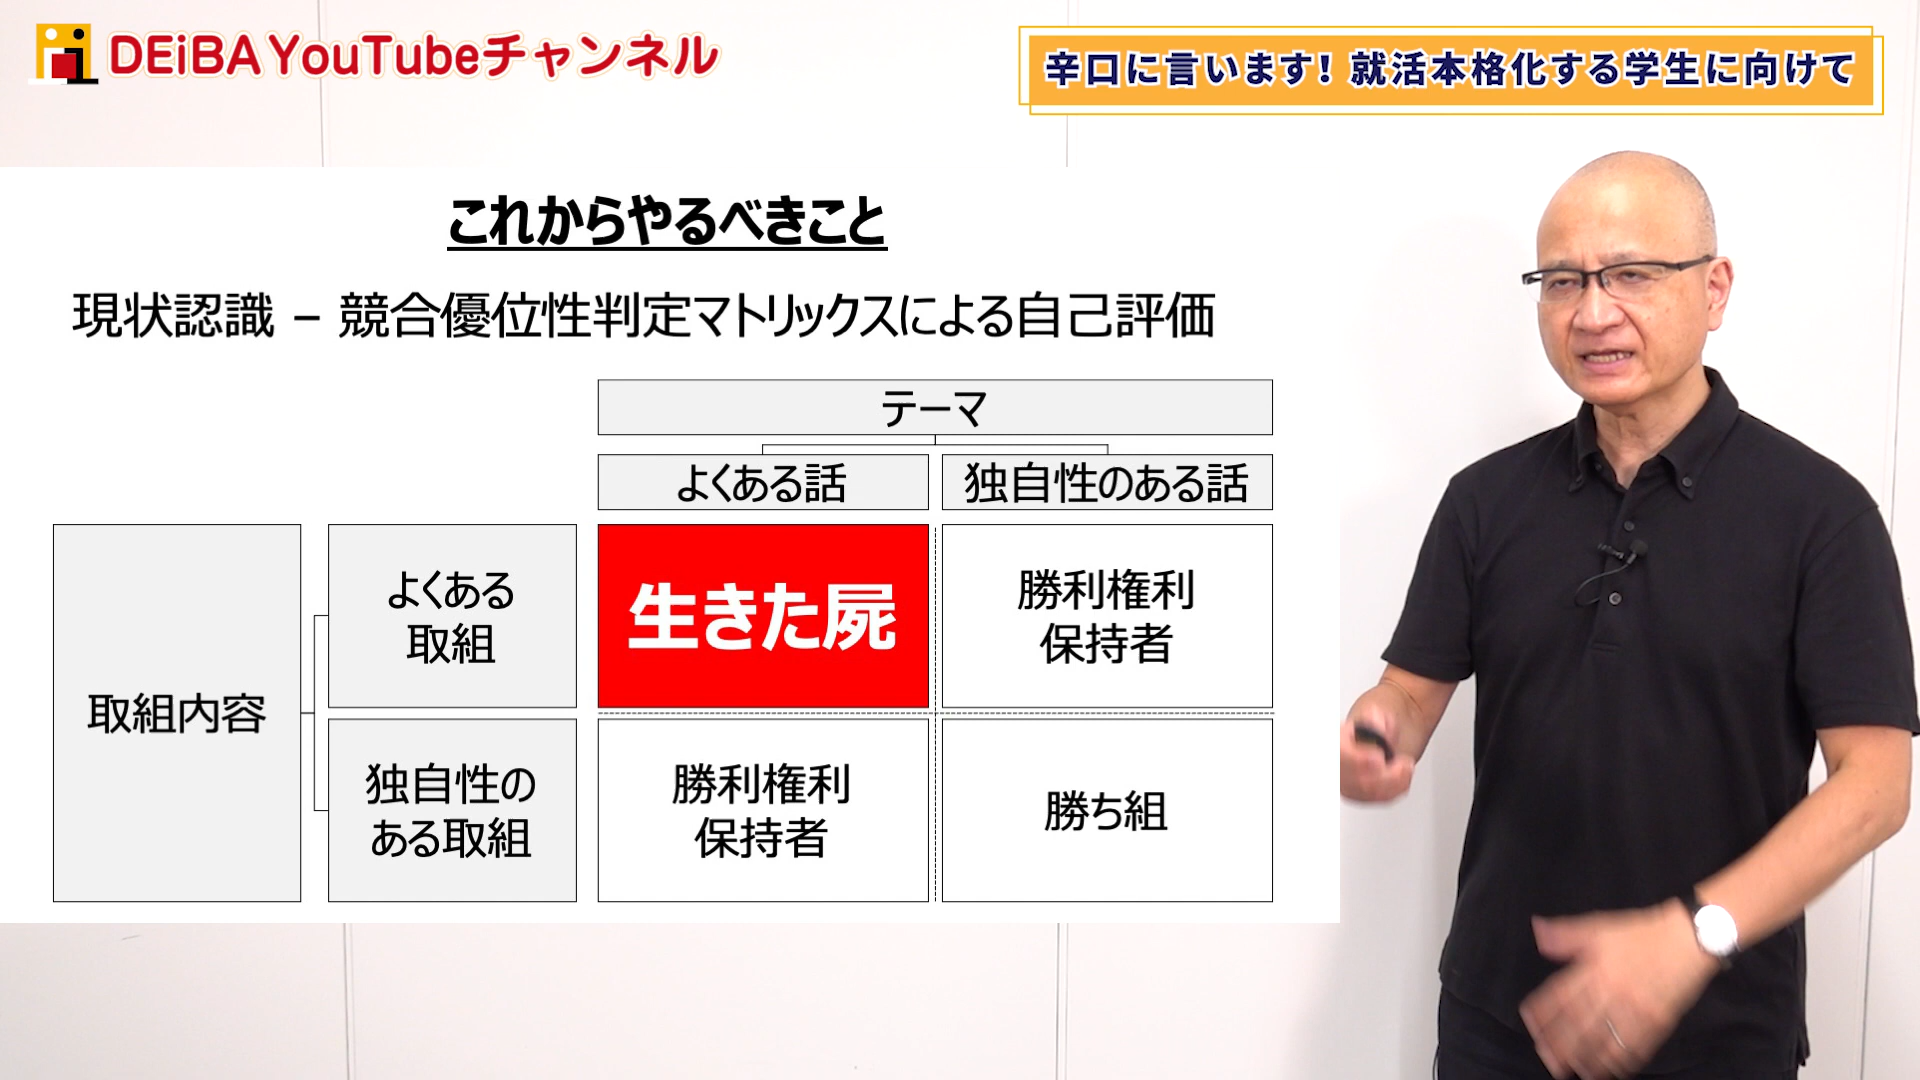 DEiBA YouTubeチャンネル
辛口に言います！就活本格化する学生に向けて
これからやるべきこと
現状認識 – 競合優位性判定マトリックスによる自己評価
テーマ
よくある話
独自性のある話
取組内容
よくある
取組
生きた屍
勝利権利
保持者
独自性の
ある取組
勝利権利
保持者
勝ち組